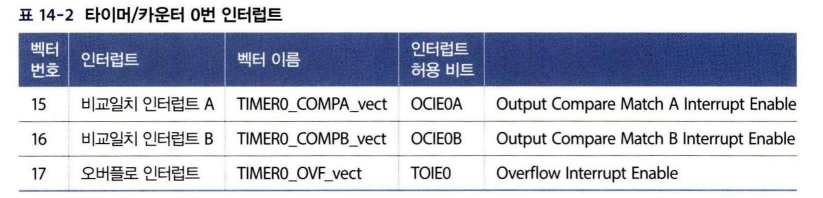 표 14-2 타이머/카운터 0번 인터럽트
벡터 번호 인터럽트 벡터 이름 인터럽트 허용 비트
15 비교일치 인터럽트 A TIMER0_COMPA_vect OCIE0A Output Compare Match A Interrupt Enable
16 비교일치 인터럽트 B TIMER0_COMPB_vect OCIE0B Output Compare Match B Interrupt Enable
17 오버플로 인터럽트 TIMER0_OVF_vect TOIE0 Overflow Interrupt Enable